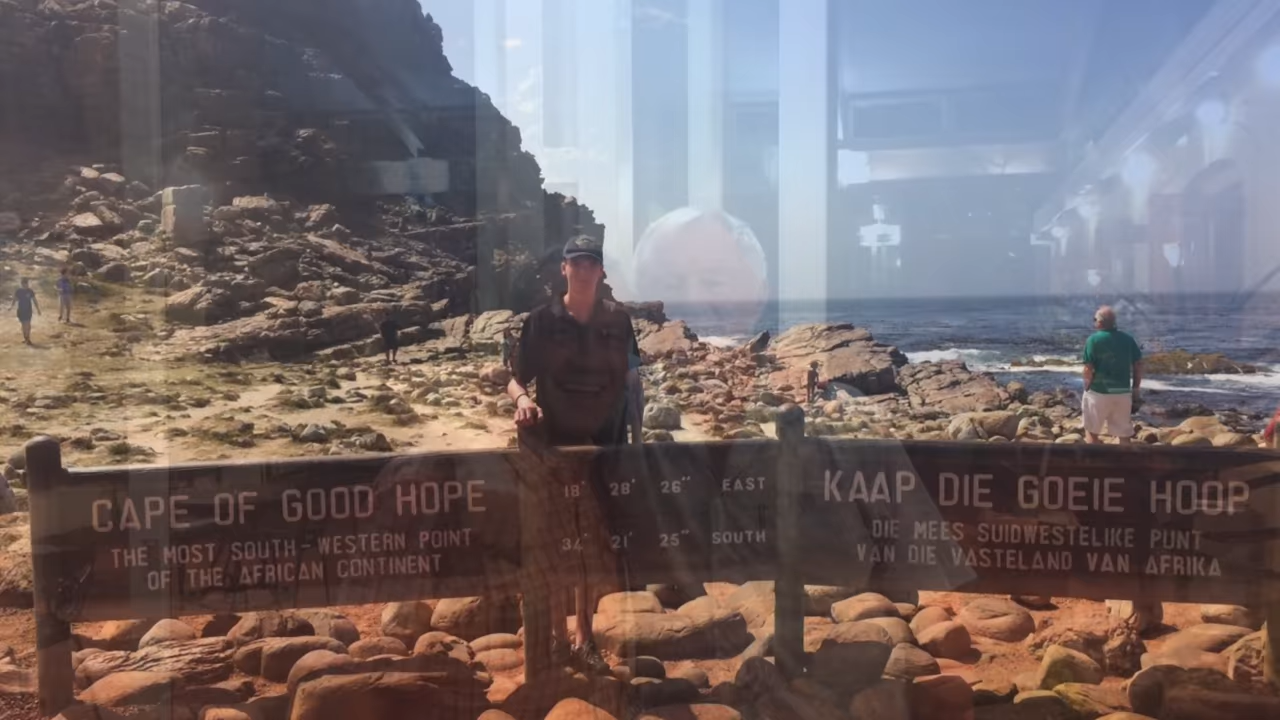 CAPE OF GOOD HOPE
THE MOST SOUTH-WESTERN POINT
OF THE AFRICAN CONTINENT
18° 28' 26" EAST
34° 21' 25" SOUTH
KAAP DIE GOEIE HOOP
DIE MEES SUIDWESTELIKE PUNT
VAN DIE VASTELAND VAN AFRIKA